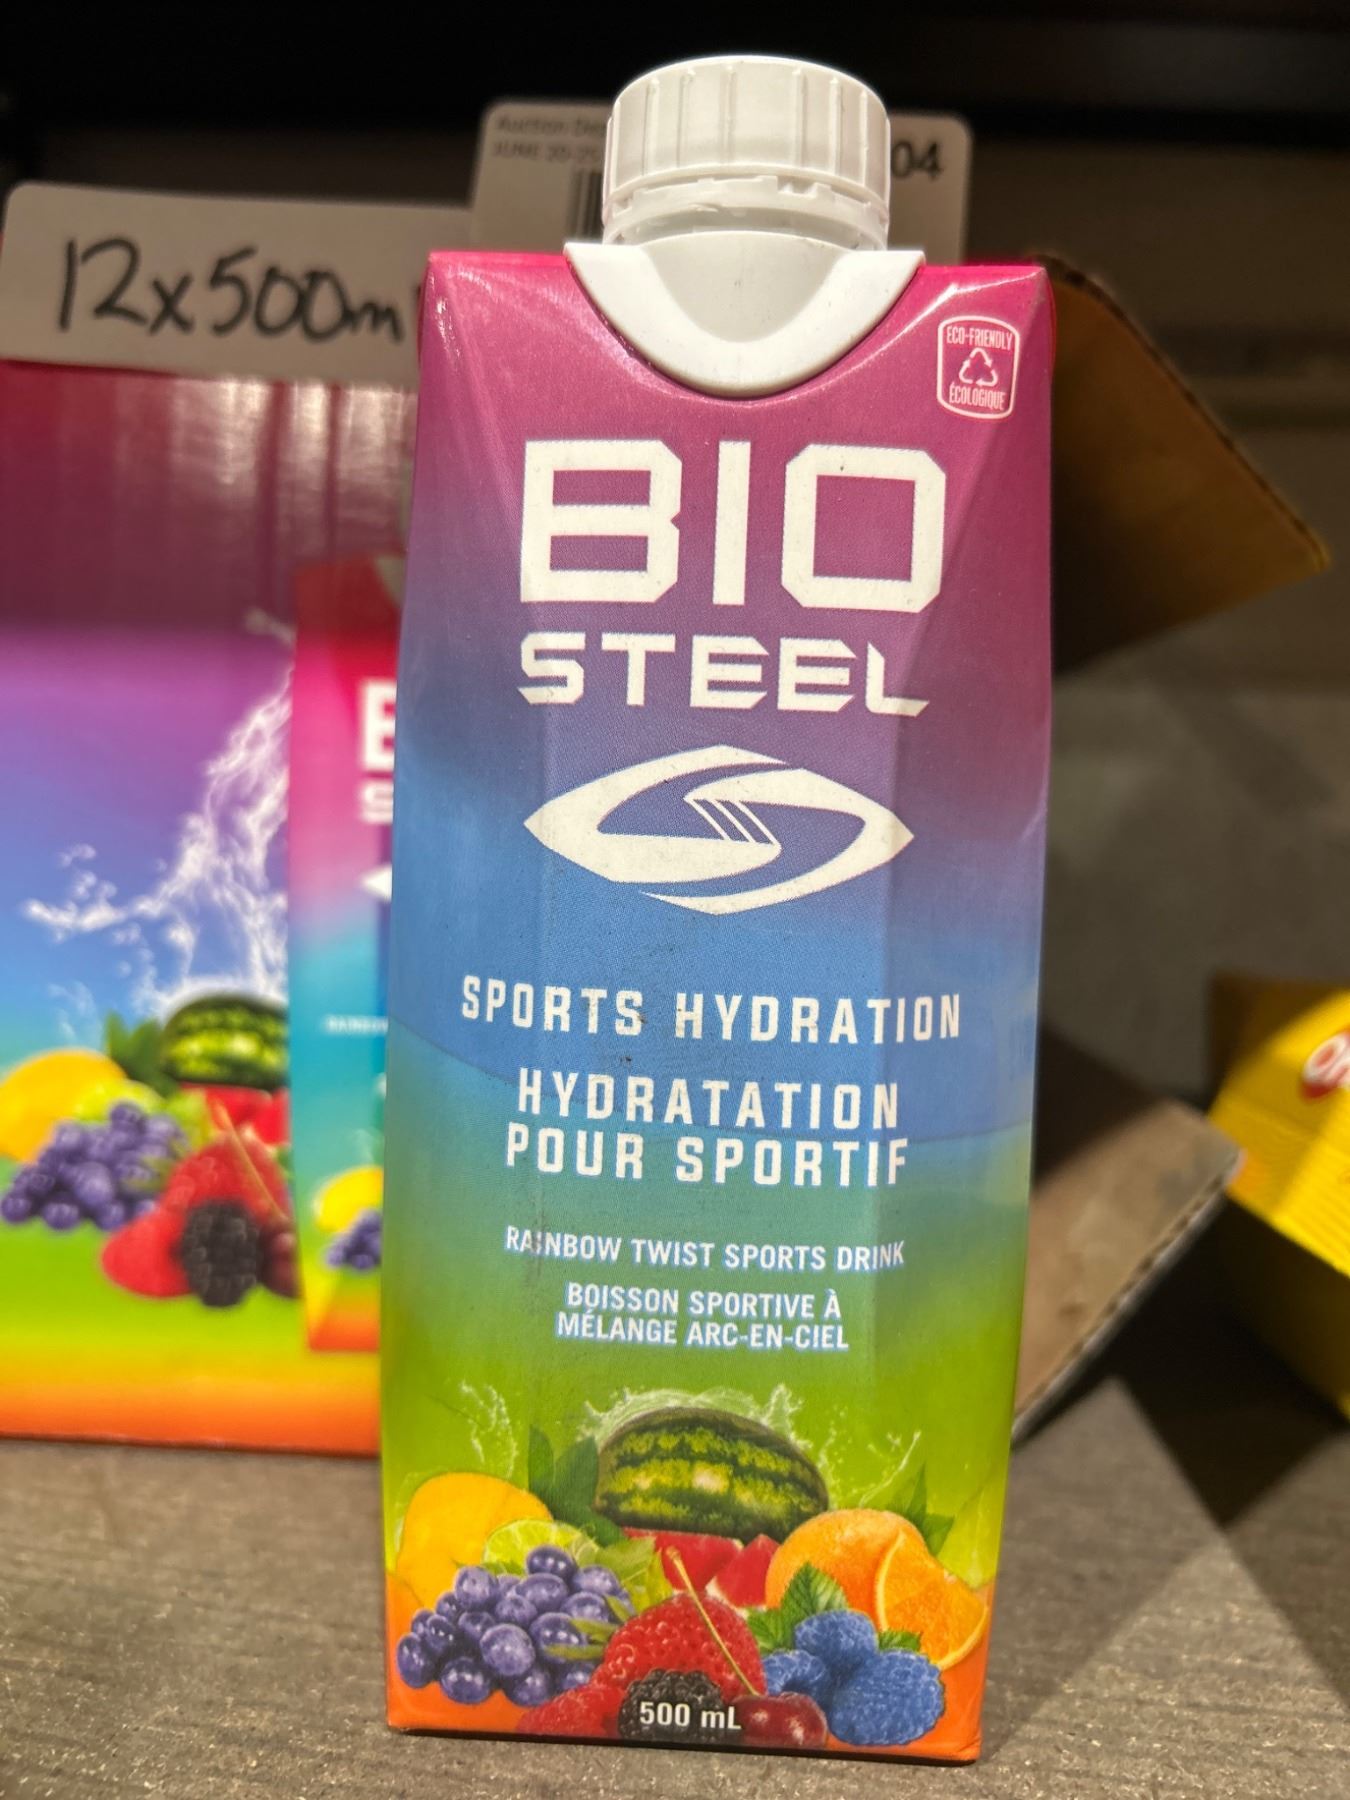 04
12x500m
ECO-FRIENDLY
ÉCOLOGIQUE
BIO
STEEL
SPORTS HYDRATION
HYDRATATION
POUR SPORTIF
RAINBOW TWIST SPORTS DRINK
BOISSON SPORTIVE À
MÉLANGE ARC-EN-CIEL
500 mL